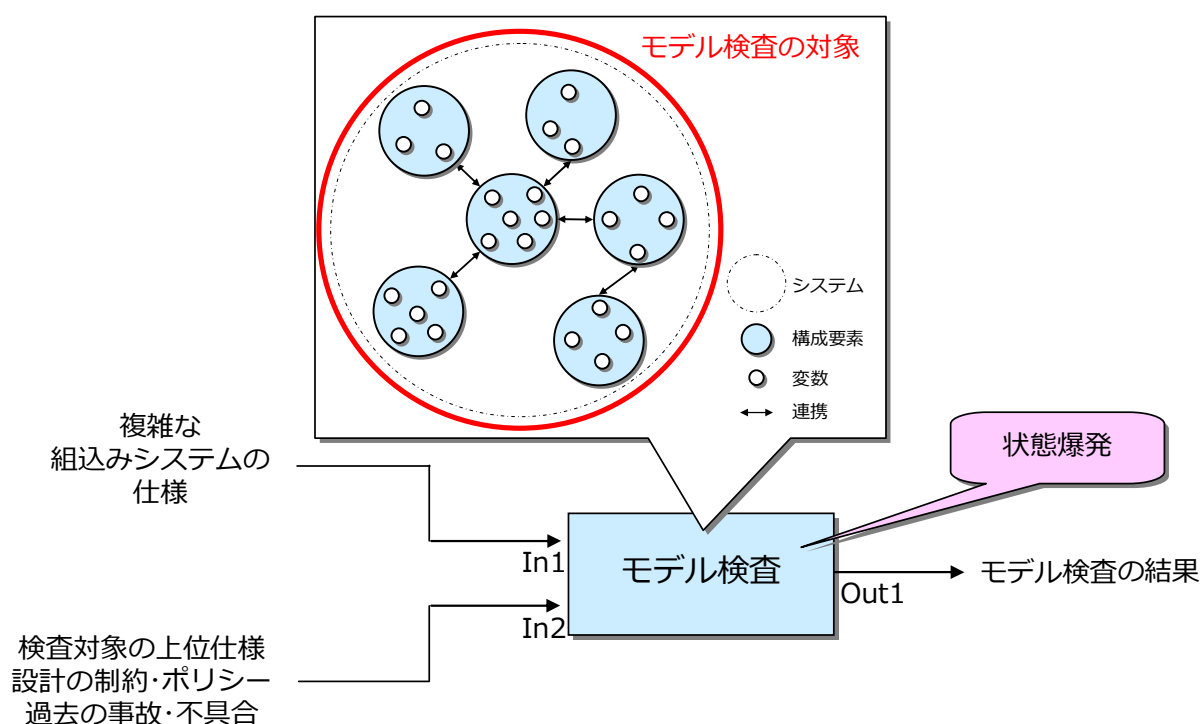 モデル検査の対象
システム
構成要素
変数
連携
複雑な
組込みシステムの
仕様
状態爆発
In1
モデル検査
Out1
モデル検査の結果
In2
検査対象の上位仕様
設計の制約・ポリシー
過去の事故・不具合